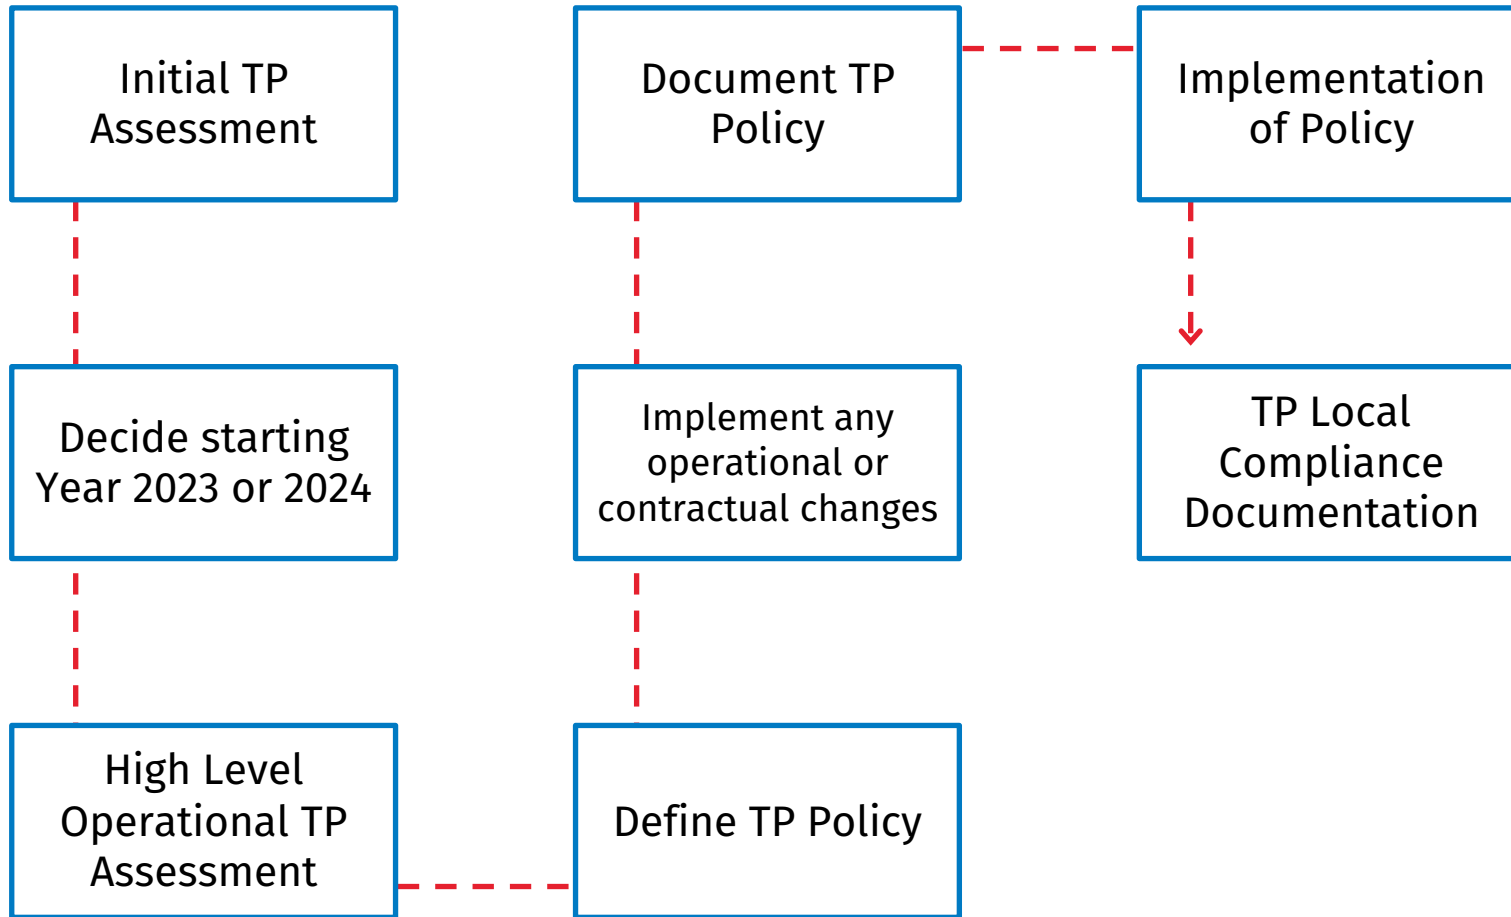 Initial TP
Assessment
Decide starting
Year 2023 or 2024
High Level
Operational TP
Assessment
Define TP Policy
Implement any
operational or
contractual changes
Document TP
Policy
Implementation
of Policy
TP Local
Compliance
Documentation